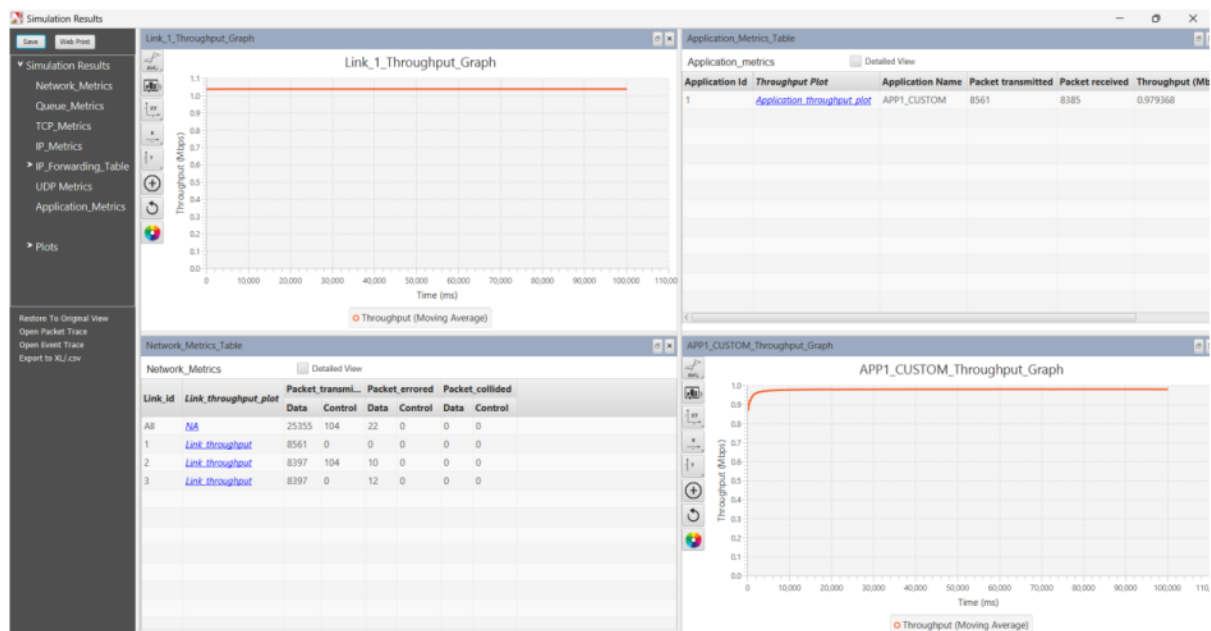 Simulation Results
Save Web Print
Simulation Results
Network_Metrics
Queue_Metrics
TCP_Metrics
IP_Metrics
IP_Forwarding_Table
UDP Metrics
Application_Metrics
Plots
Restore To Original View
Open Packet Trace
Open Event Trace
Export to XL/.csv
Link_1_Throughput_Graph
Link_1_Throughput_Graph
Throughput (Mbps)
1.1
1.0
0.9
0.8
0.7
0.6
0.5
0.4
0.3
0.2
0.1
0.0
0 10,000 20,000 30,000 40,000 50,000 60,000 70,000 80,000 90,000 100,000 110,00
Time (ms)
Throughput (Moving Average)
Application_Metrics_Table
Application_metrics Detailed View
Application Id Throughput Plot Application Name Packet transmitted Packet received Throughput (Mb
1 Application throughput plot APP1_CUSTOM 8561 8385 0.979368
Network_Metrics_Table
Network_Metrics Detailed View
Link_id Link_throughput_plot Packet_transmi... Packet_errored Packet_collided
Data Control Data Control Data Control
All NA 25355 104 22 0 0 0
1 Link throughput 8561 0 0 0 0 0
2 Link throughput 8397 104 10 0 0 0
3 Link throughput 8397 0 12 0 0 0
APP1_CUSTOM_Throughput_Graph
APP1_CUSTOM_Throughput_Graph
Throughput (Mbps)
1.0
0.9
0.8
0.7
0.6
0.5
0.4
0.3
0.2
0.1
0.0
0 10,000 20,000 30,000 40,000 50,000 60,000 70,000 80,000 90,000 100,000 110,
Time (ms)
Throughput (Moving Average)